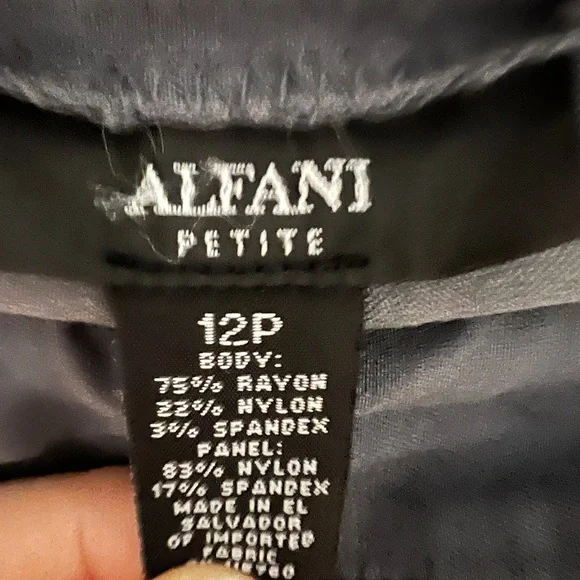 ALFANI
PETITE
12P
BODY:
75% RAYON
22% NYLON
3% SPANDEX
PANEL:
83% NYLON
17% SPANDEX
MADE IN EL
SALVADOR
OF IMPORTED
FABRIC